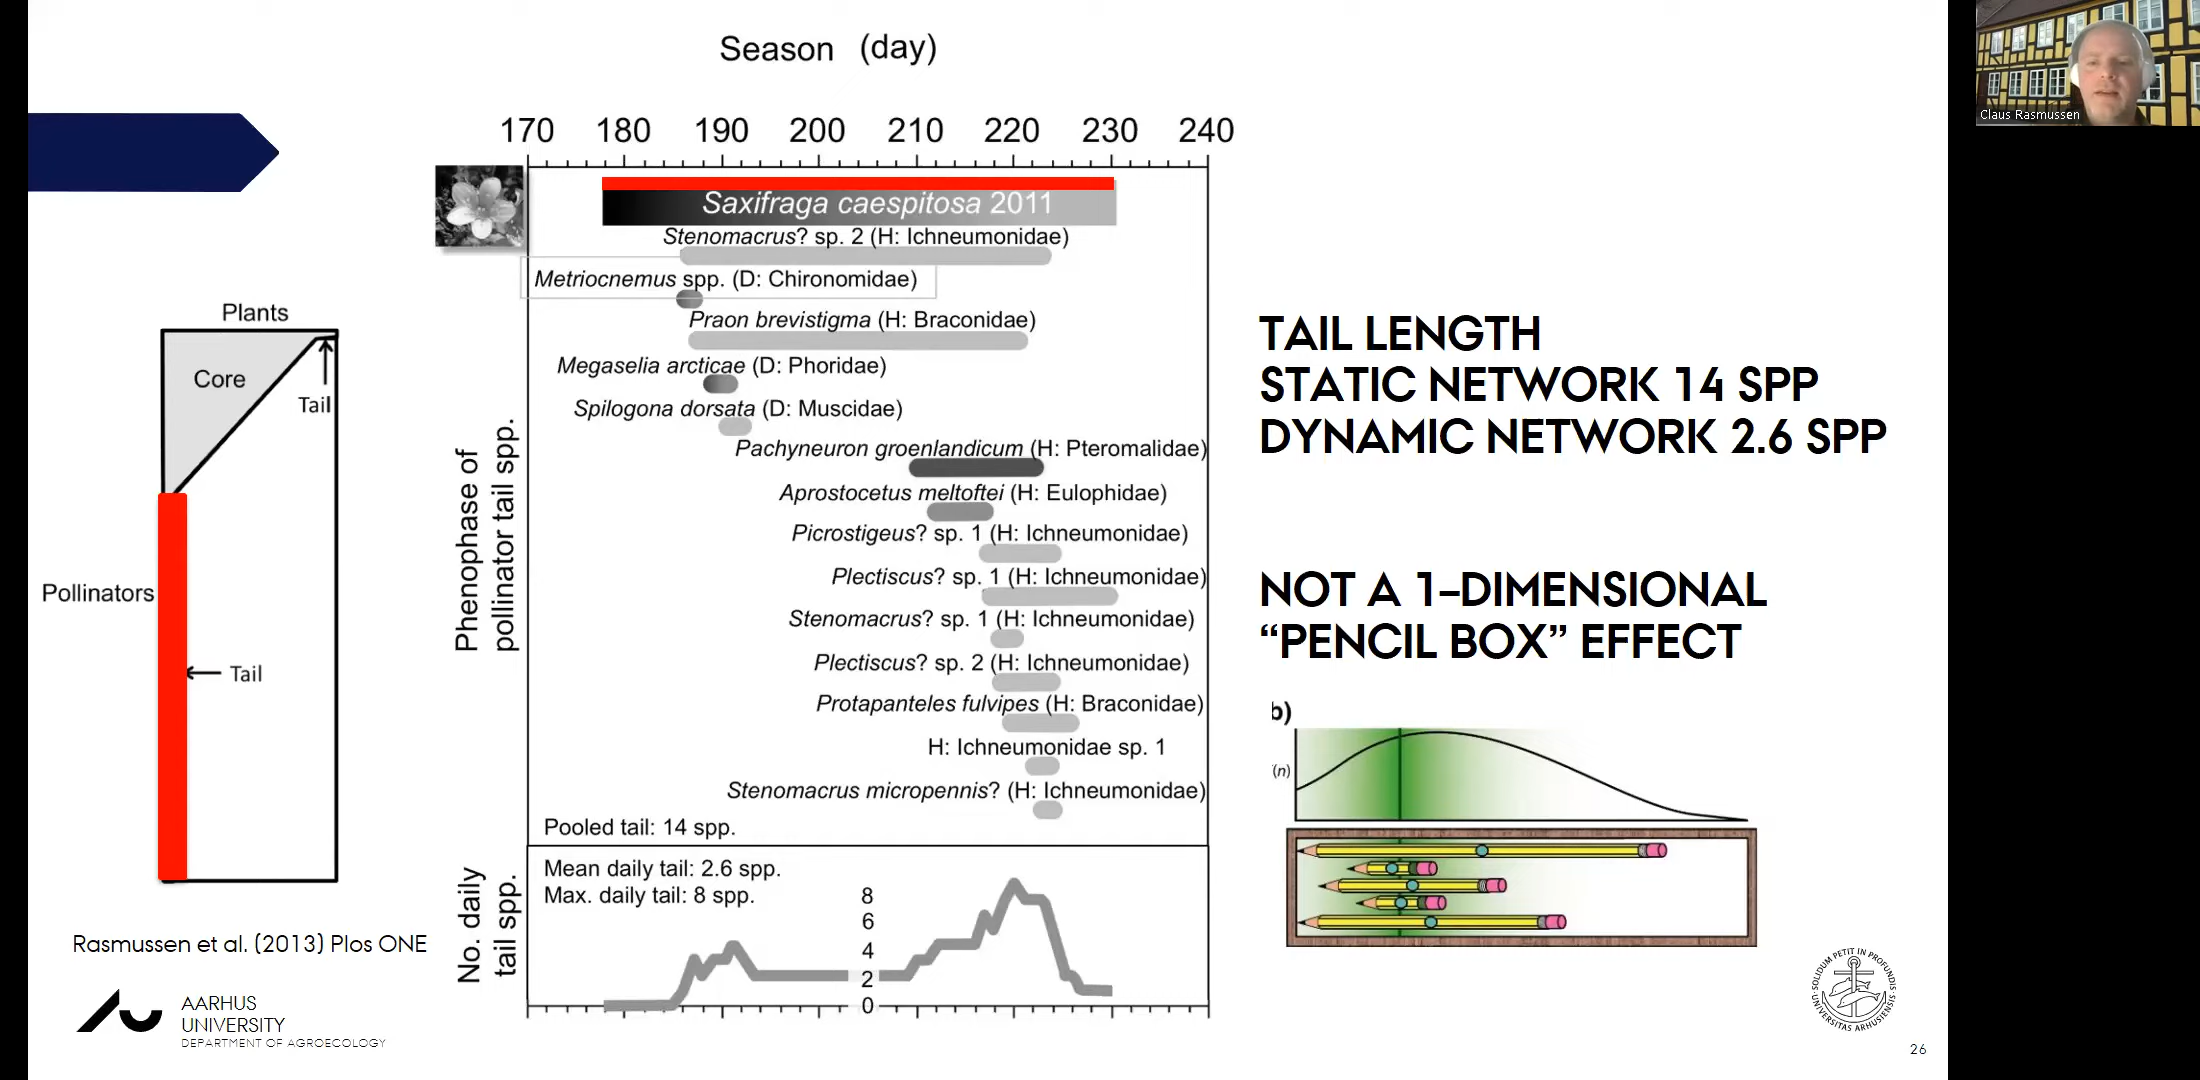 Season (day)
170 180 190 200 210 220 230 240
Saxifraga caespitosa 2011
Stenomacrus? sp. 2 (H: Ichneumonidae)
Metriocnemus spp. (D: Chironomidae)
Praon brevistigma (H: Braconidae)
Megaselia arcticae (D: Phoridae)
Spilogona dorsata (D: Muscidae)
Pachyneuron groenlandicum (H: Pteromalidae)
Aprostocetus meltoftei (H: Eulophidae)
Picrostigeus? sp. 1 (H: Ichneumonidae)
Plectiscus? sp. 1 (H: Ichneumonidae)
Stenomacrus? sp. 1 (H: Ichneumonidae)
Plectiscus? sp. 2 (H: Ichneumonidae)
Protapanteles fulvipes (H: Braconidae)
H: Ichneumonidae sp. 1
Stenomacrus micropennis? (H: Ichneumonidae)
Pooled tail: 14 spp.
Phenophase of
pollinator tail spp.
Mean daily tail: 2.6 spp.
Max. daily tail: 8 spp.
8
6
4
2
0
No. daily
tail spp.
Plants
Core
Tail
Pollinators
Tail
Rasmussen et al. (2013) Plos ONE
AARHUS
UNIVERSITY
DEPARTMENT OF AGROECOLOGY
TAIL LENGTH
STATIC NETWORK 14 SPP
DYNAMIC NETWORK 2.6 SPP
NOT A 1–DIMENSIONAL
“PENCIL BOX” EFFECT
b)
(n)
SOLIDUM PETIT IN PROFUNDIS
UNIVERSITAS ARHUSIENSIS
26
Claus Rasmussen